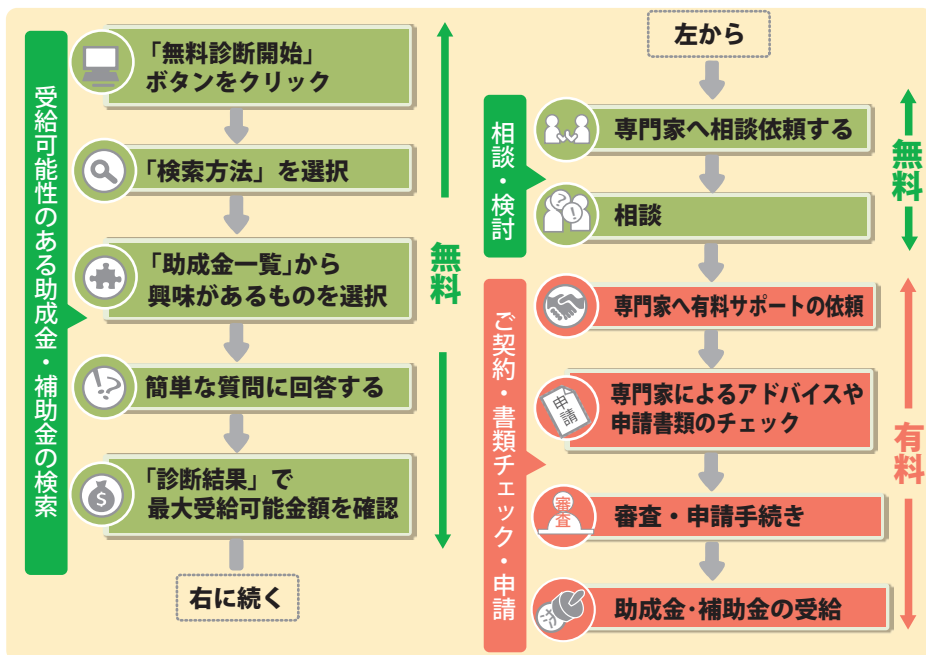 受給可能性のある助成金・補助金の検索
「無料診断開始」
ボタンをクリック
「検索方法」を選択
「助成金一覧」から
興味があるものを選択
簡単な質問に回答する
「診断結果」で
最大受給可能金額を確認
右に続く
無料
左から
相談・検討
専門家へ相談依頼する
相談
無料
ご契約・書類チェック・申請
専門家へ有料サポートの依頼
申請
専門家によるアドバイスや
申請書類のチェック
審査
審査・申請手続き
助成金・補助金の受給
有料